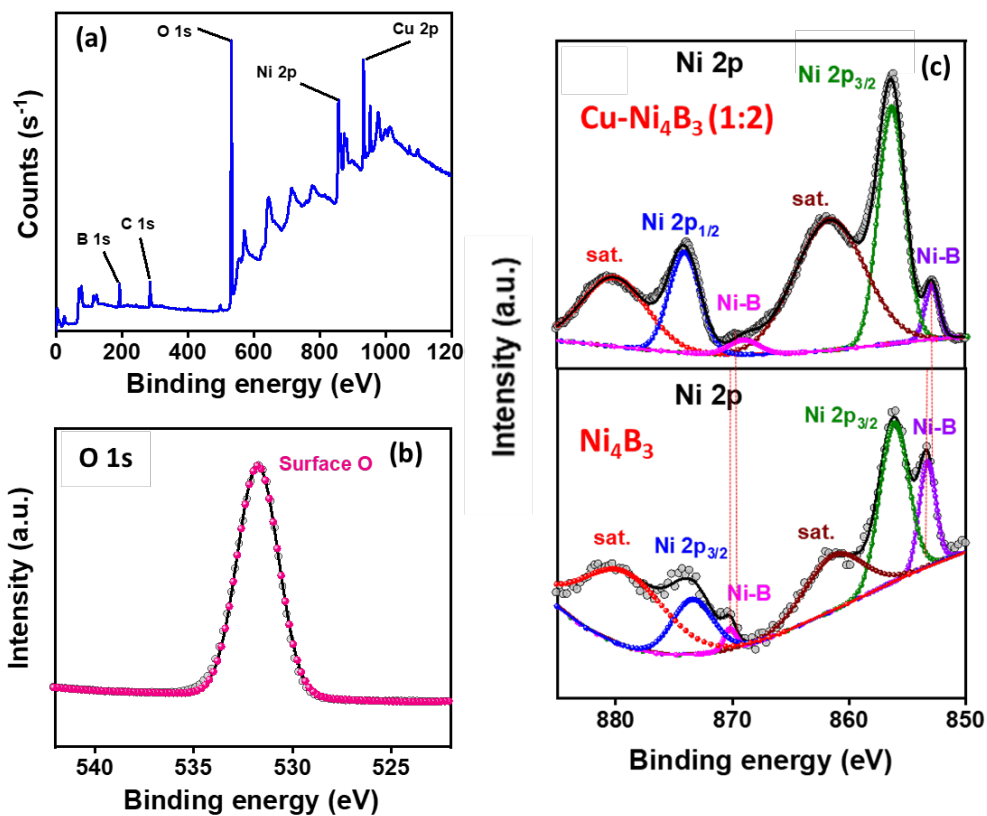 (a)
O 1s
Cu 2p
Ni 2p
C 1s
B 1s
Counts (s-1)
0 200 400 600 800 1000 120
Binding energy (eV)
O 1s
(b)
Surface O
Intensity (a.u.)
540 535 530 525
Binding energy (eV)
Ni 2p
(c)
Ni 2p3/2
Cu-Ni4B3 (1:2)
sat.
Ni 2p1/2
sat.
Ni-B
Ni-B
Intensity (a.u.)
Ni 2p
Ni 2p3/2
Ni-B
Ni4B3
sat.
sat.
Ni 2p3/2
Ni-B
880 870 860 850
Binding energy (eV)